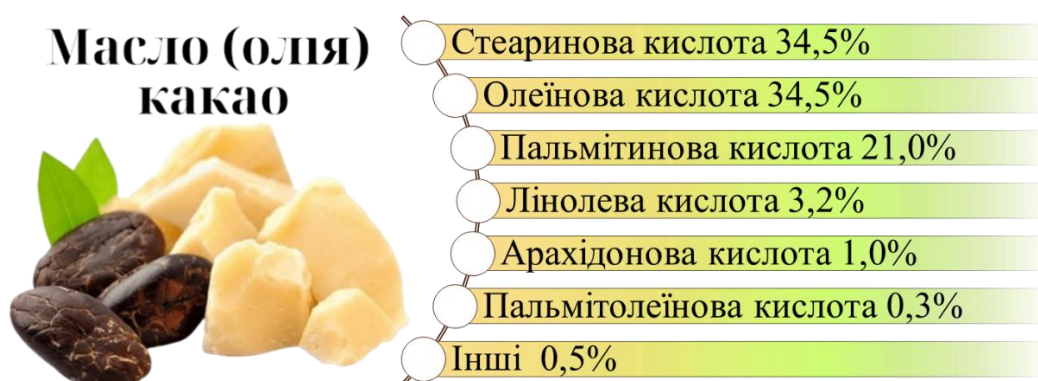 Масло (олія)
какао
Стеаринова кислота 34,5%
Олеїнова кислота 34,5%
Пальмітинова кислота 21,0%
Лінолева кислота 3,2%
Арахідонова кислота 1,0%
Пальмітолеїнова кислота 0,3%
Інші 0,5%